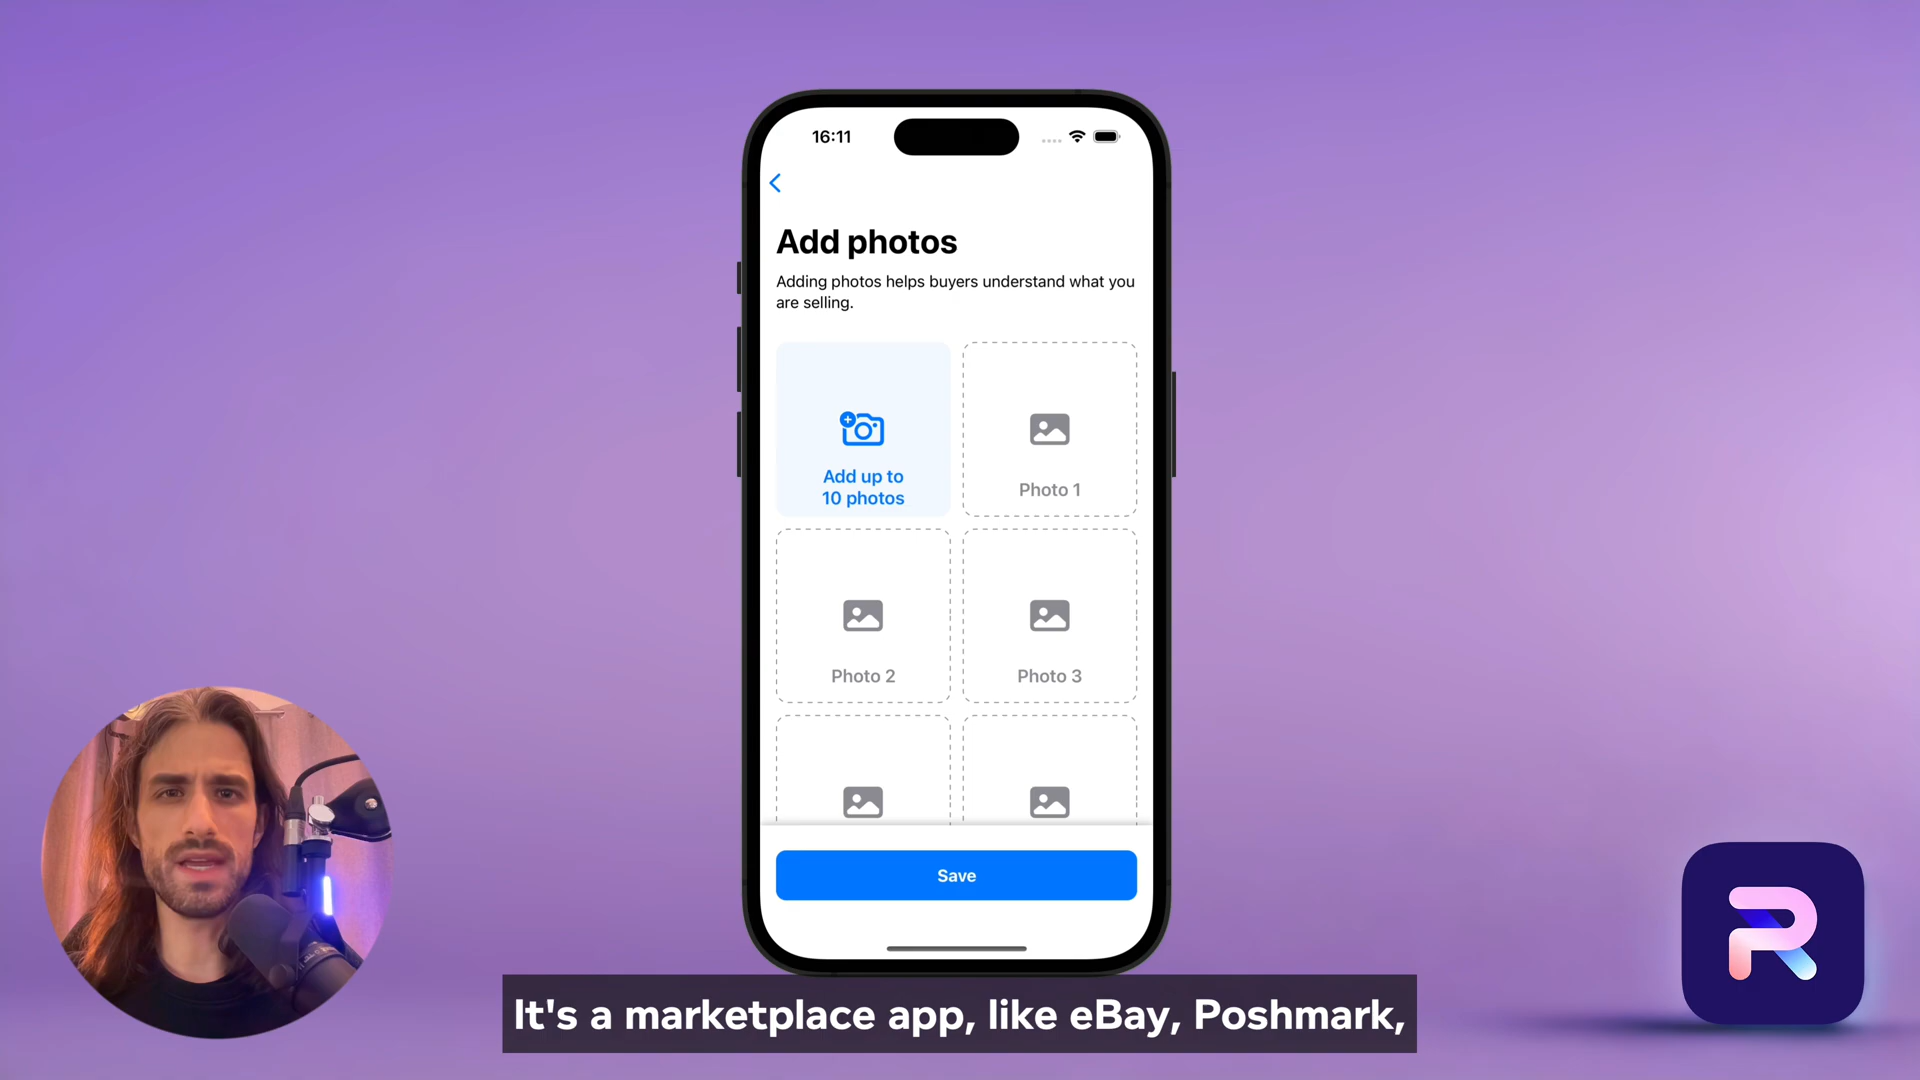 16:11
Add photos
Adding photos helps buyers understand what you
are selling.
Add up to
10 photos
Photo 1
Photo 2
Photo 3
Save
It's a marketplace app, like eBay, Poshmark,
R